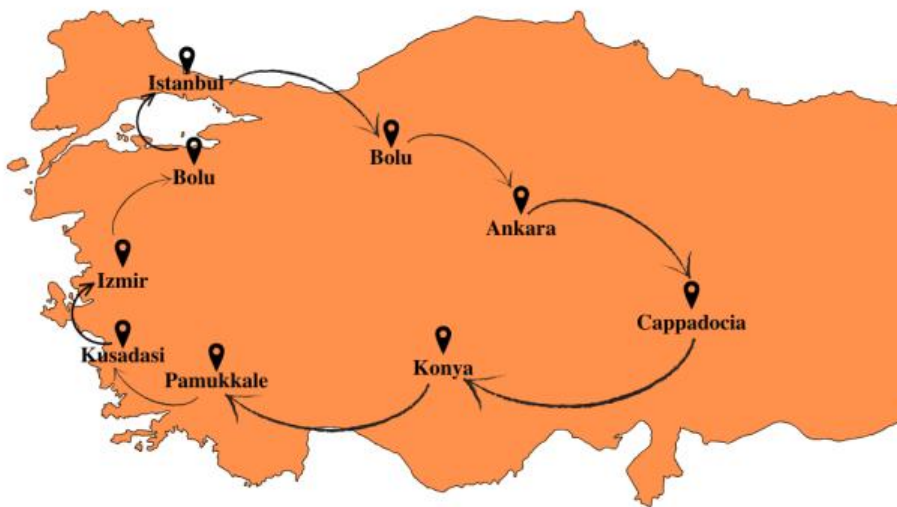 Istanbul
Bolu
Bolu
Ankara
Izmir
Cappadocia
Kusadasi
Konya
Pamukkale